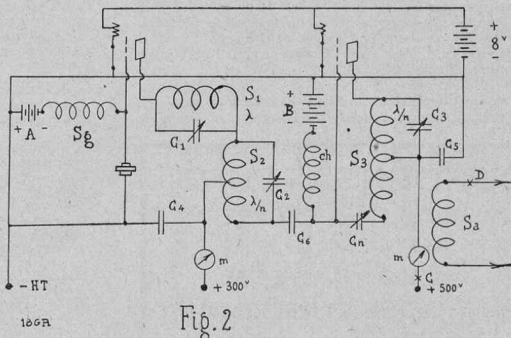 +
8v
-
+ A -
Sg
S1
λ
C1
S2
λ/n
C2
+
B
-
ch
S3
λ/n
C3
C5
D
Sa
C4
C6
Cn
m
m
C
- HT
+ 300v
+ 500v
18GR
Fig. 2